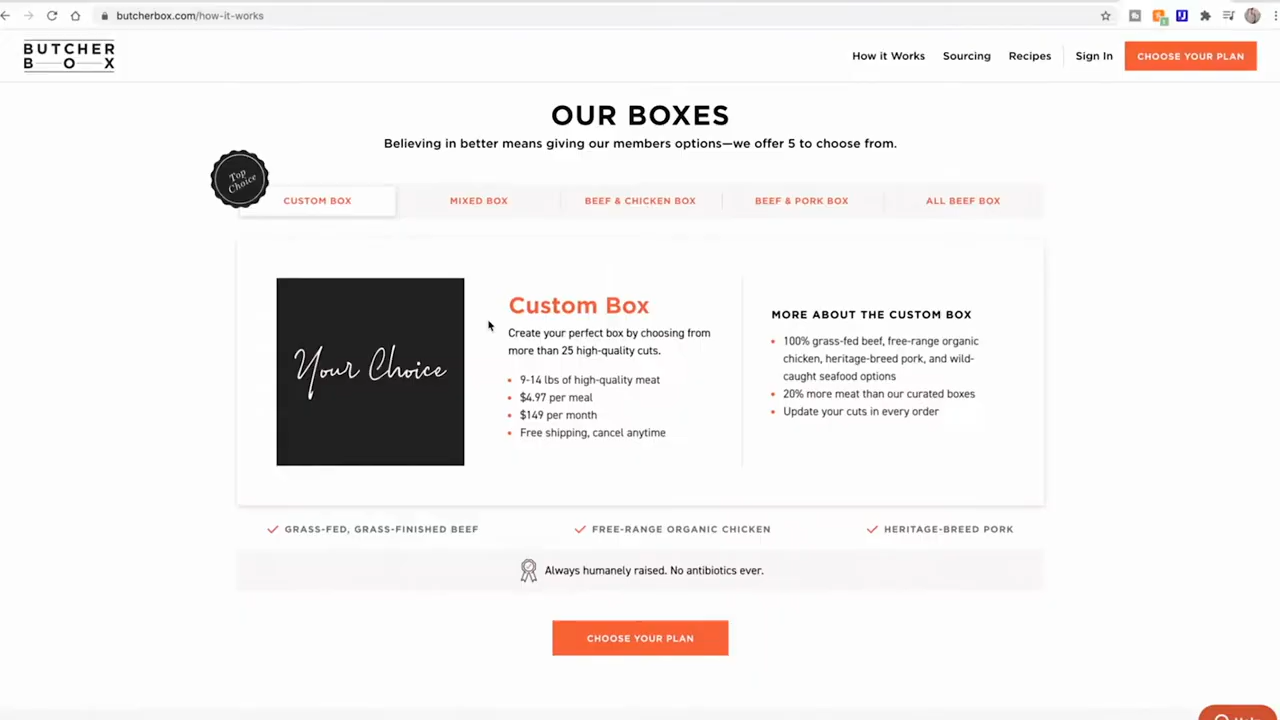 butcherbox.com/how-it-works
BUTCHER
BOX
How it Works
Sourcing
Recipes
Sign In
CHOOSE YOUR PLAN
OUR BOXES
Believing in better means giving our members options—we offer 5 to choose from.
Top
Choice
CUSTOM BOX
MIXED BOX
BEEF & CHICKEN BOX
BEEF & PORK BOX
ALL BEEF BOX
Your Choice
Custom Box
Create your perfect box by choosing from
more than 25 high-quality cuts.
9-14 lbs of high-quality meat
$4.97 per meal
$149 per month
Free shipping, cancel anytime
MORE ABOUT THE CUSTOM BOX
100% grass-fed beef, free-range organic
chicken, heritage-breed pork, and wild-
caught seafood options
20% more meat than our curated boxes
Update your cuts in every order
GRASS-FED, GRASS-FINISHED BEEF
FREE-RANGE ORGANIC CHICKEN
HERITAGE-BREED PORK
Always humanely raised. No antibiotics ever.
CHOOSE YOUR PLAN